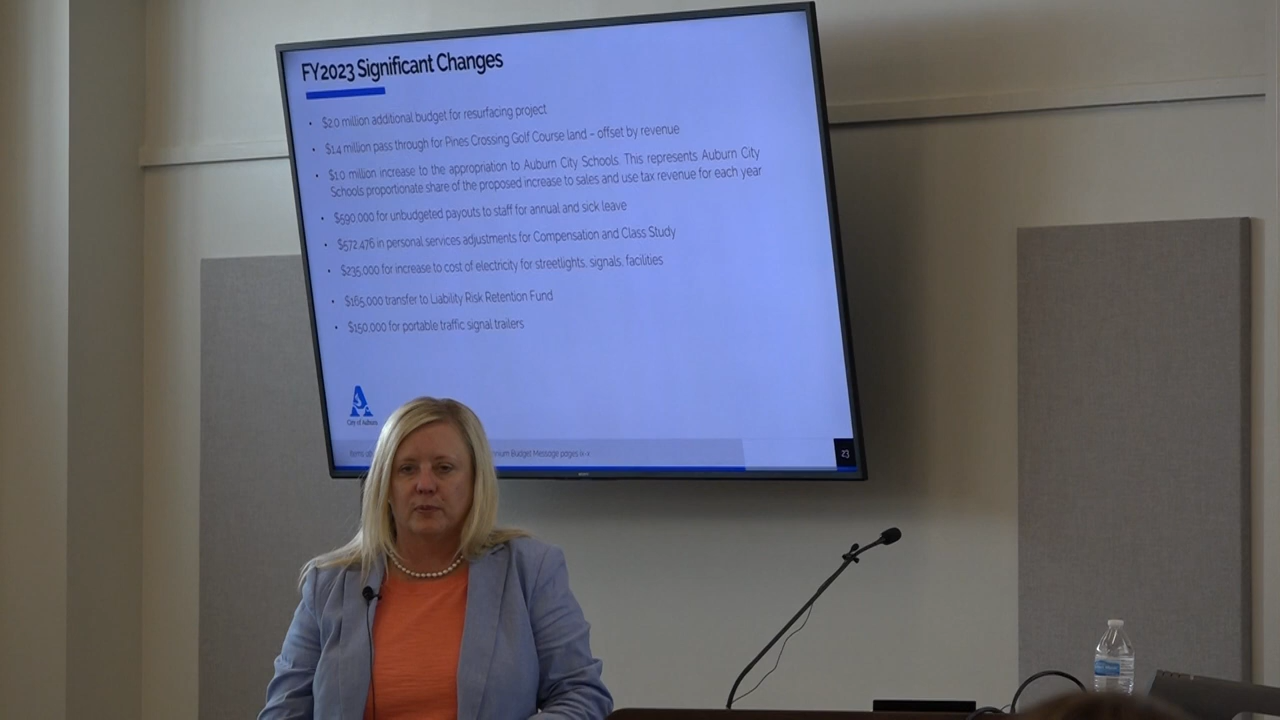 FY2023 Significant Changes
• $2.0 million additional budget for resurfacing project
• $1.4 million pass through for Pines Crossing Golf Course land – offset by revenue
• $1.0 million increase to the appropriation to Auburn City Schools. This represents Auburn City
Schools proportionate share of the proposed increase to sales and use tax revenue for each year
• $590,000 for unbudgeted payouts to staff for annual and sick leave
• $572,476 in personal services adjustments for Compensation and Class Study
• $235,000 for increase to cost of electricity for streetlights, signals, facilities
• $165,000 transfer to Liability Risk Retention Fund
• $150,000 for portable traffic signal trailers
City of Auburn
Budget Message pages
23
SONY